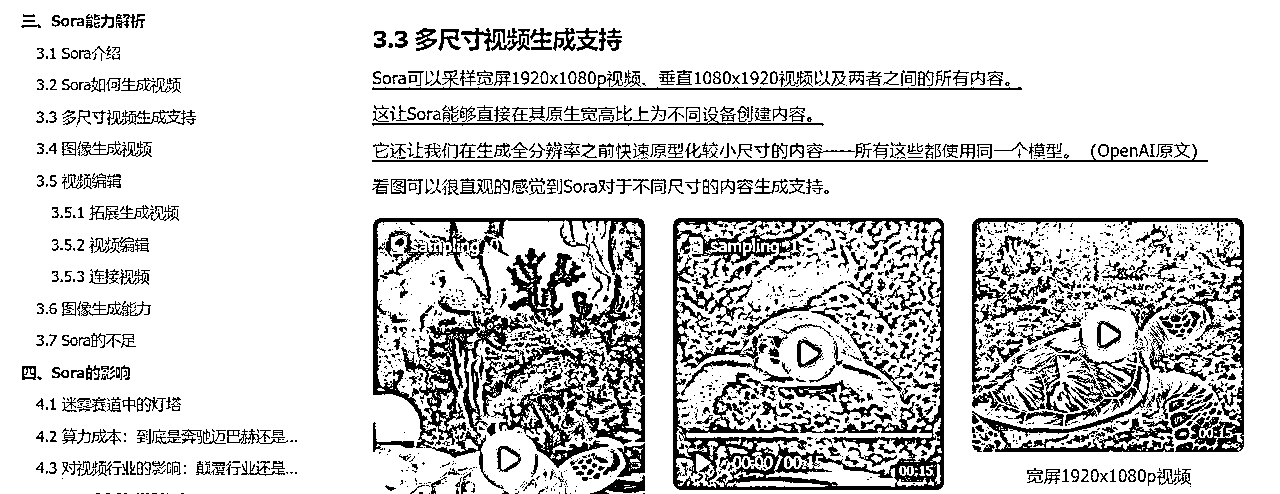 三、Sora能力解析
3.1 Sora介绍
3.2 Sora如何生成视频
3.3 多尺寸视频生成支持
3.4 图像生成视频
3.5 视频编辑
3.5.1 拓展生成视频
3.5.2 视频编辑
3.5.3 连接视频
3.6 图像生成能力
3.7 Sora的不足
四、Sora的影响
4.1 迷雾赛道中的灯塔
4.2 算力成本：到底是奔驰迈巴赫还是...
4.3 对视频行业的影响：颠覆行业还是...
3.3 多尺寸视频生成支持
Sora可以采样宽屏1920x1080p视频、垂直1080x1920视频以及两者之间的所有内容。
这让Sora能够直接在其原生宽高比上为不同设备创建内容。
它还让我们在生成全分辨率之前快速原型化较小尺寸的内容——所有这些都使用同一个模型。（OpenAI原文）
看图可以很直观的感觉到Sora对于不同尺寸的内容生成支持。
sampling
sampling
00:00/00:15
00:15
00:15
宽屏1920x1080p视频